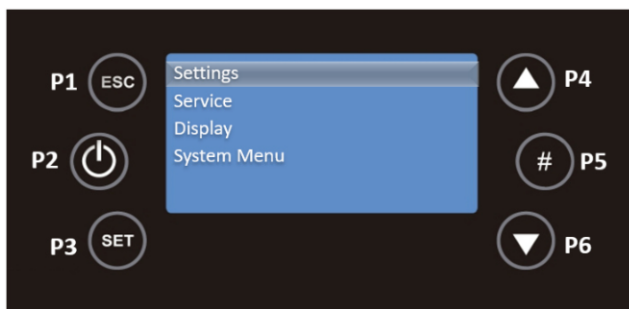 P1 ESC
Settings
Service
Display
System Menu
P4
P2
# P5
P3 SET
P6